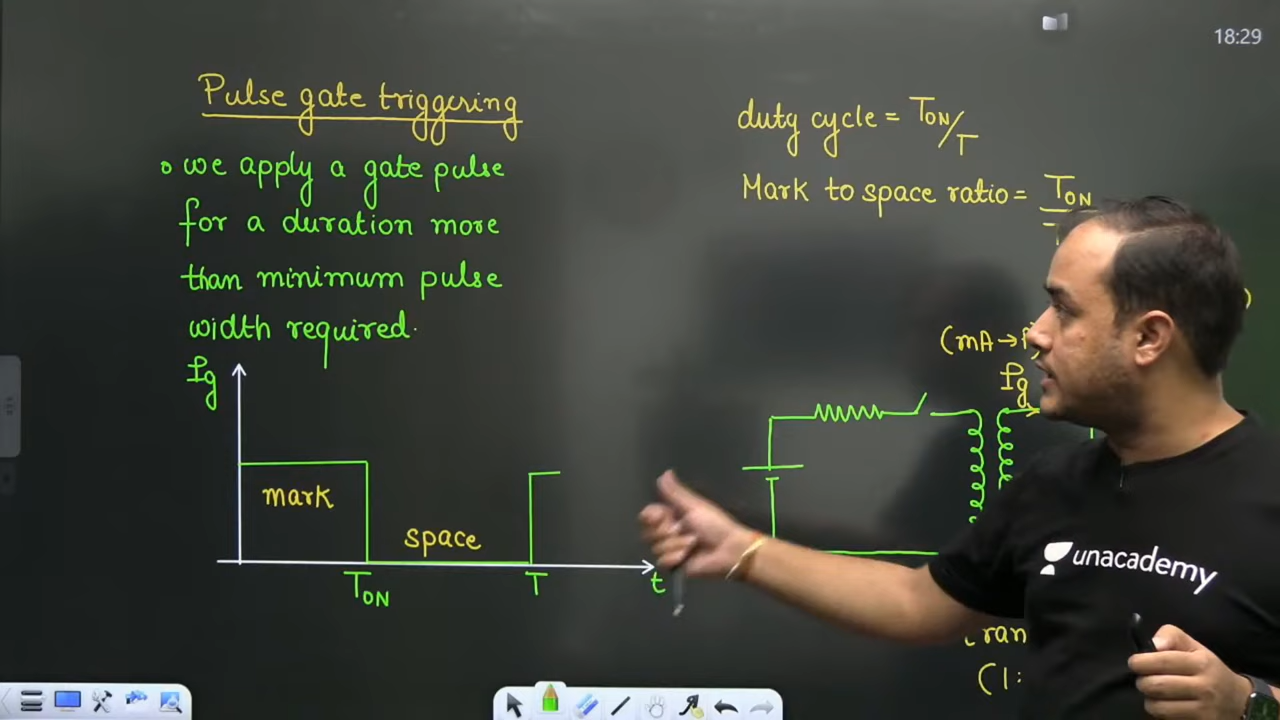 18:29
Pulse gate triggering
we apply a gate pulse
for a duration more
than minimum pulse
width required.
Ig
mark
space
TON
T
t
duty cycle = TON/T
Mark to space ratio = TON
(mA →
Ig
unacademy
(1: